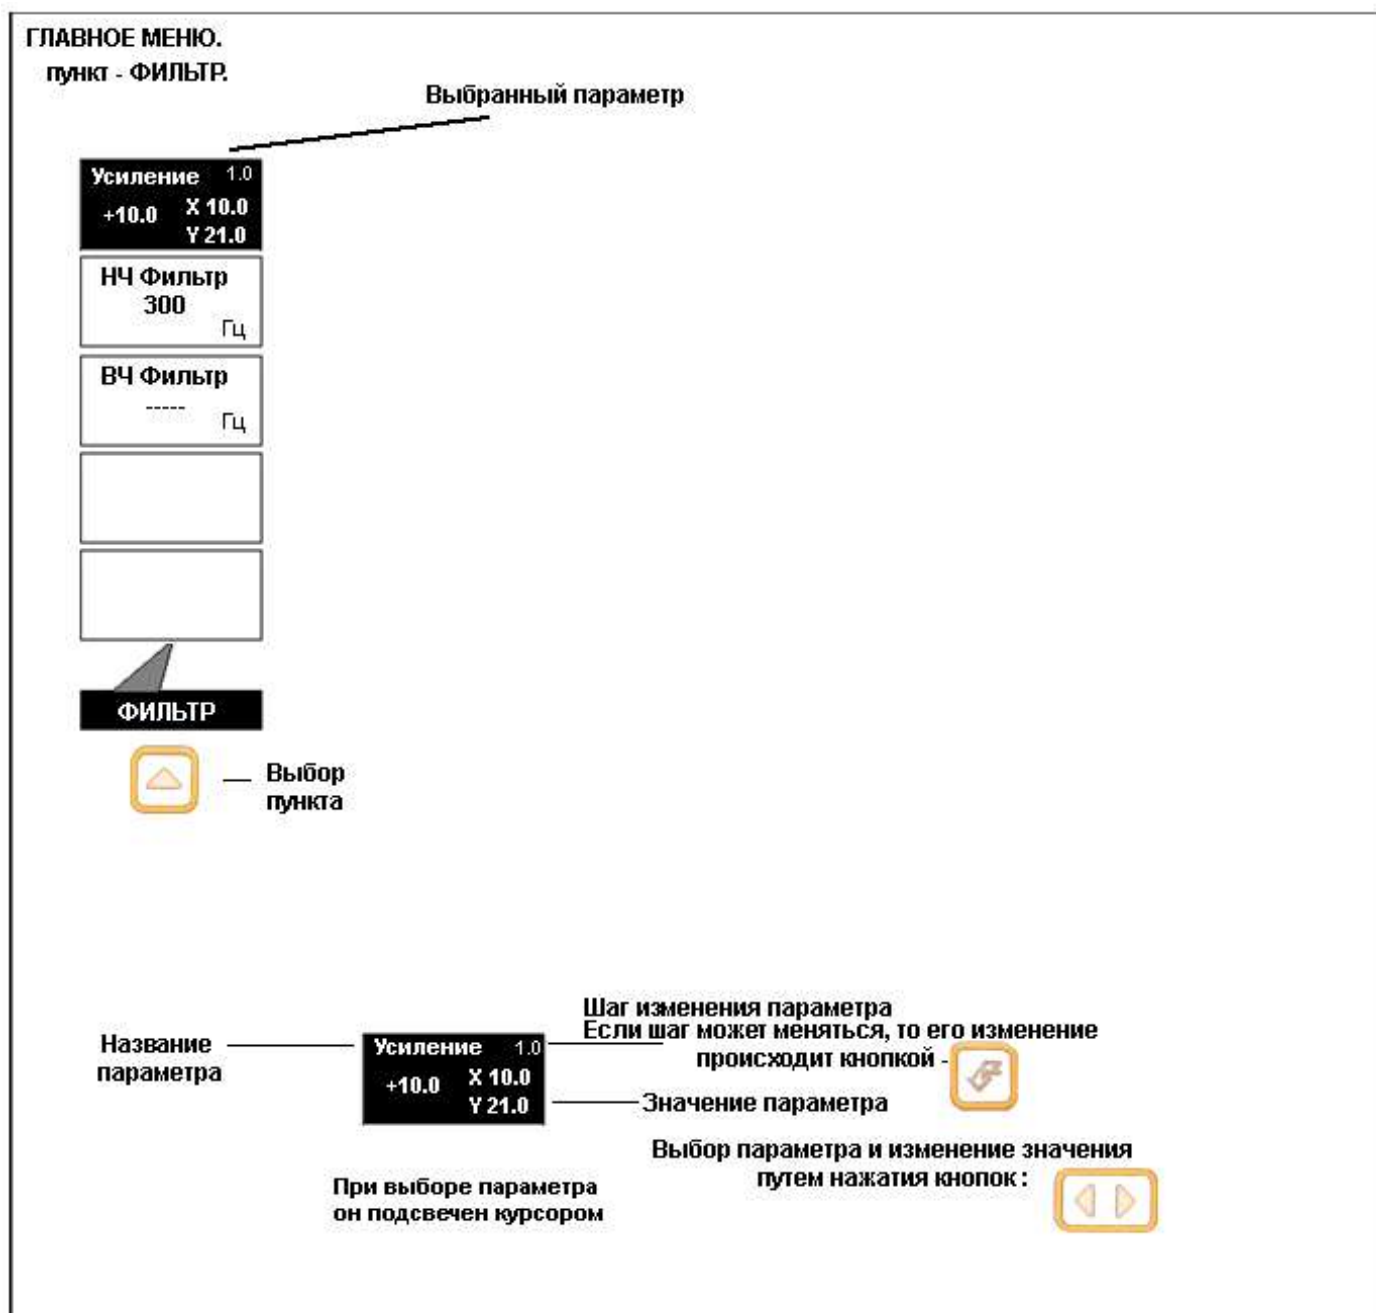 ГЛАВНОЕ МЕНЮ.
пункт - ФИЛЬТР.
Выбранный параметр
Усиление 1.0
+10.0 X 10.0
Y 21.0
НЧ Фильтр
300
Гц
ВЧ Фильтр
-----
Гц
ФИЛЬТР
Выбор
пункта
Шаг изменения параметра
Если шаг может меняться, то его изменение
происходит кнопкой -
Название
параметра
Усиление 1.0
+10.0 X 10.0
Y 21.0
Значение параметра
Выбор параметра и изменение значения
путем нажатия кнопок :
При выборе параметра
он подсвечен курсором